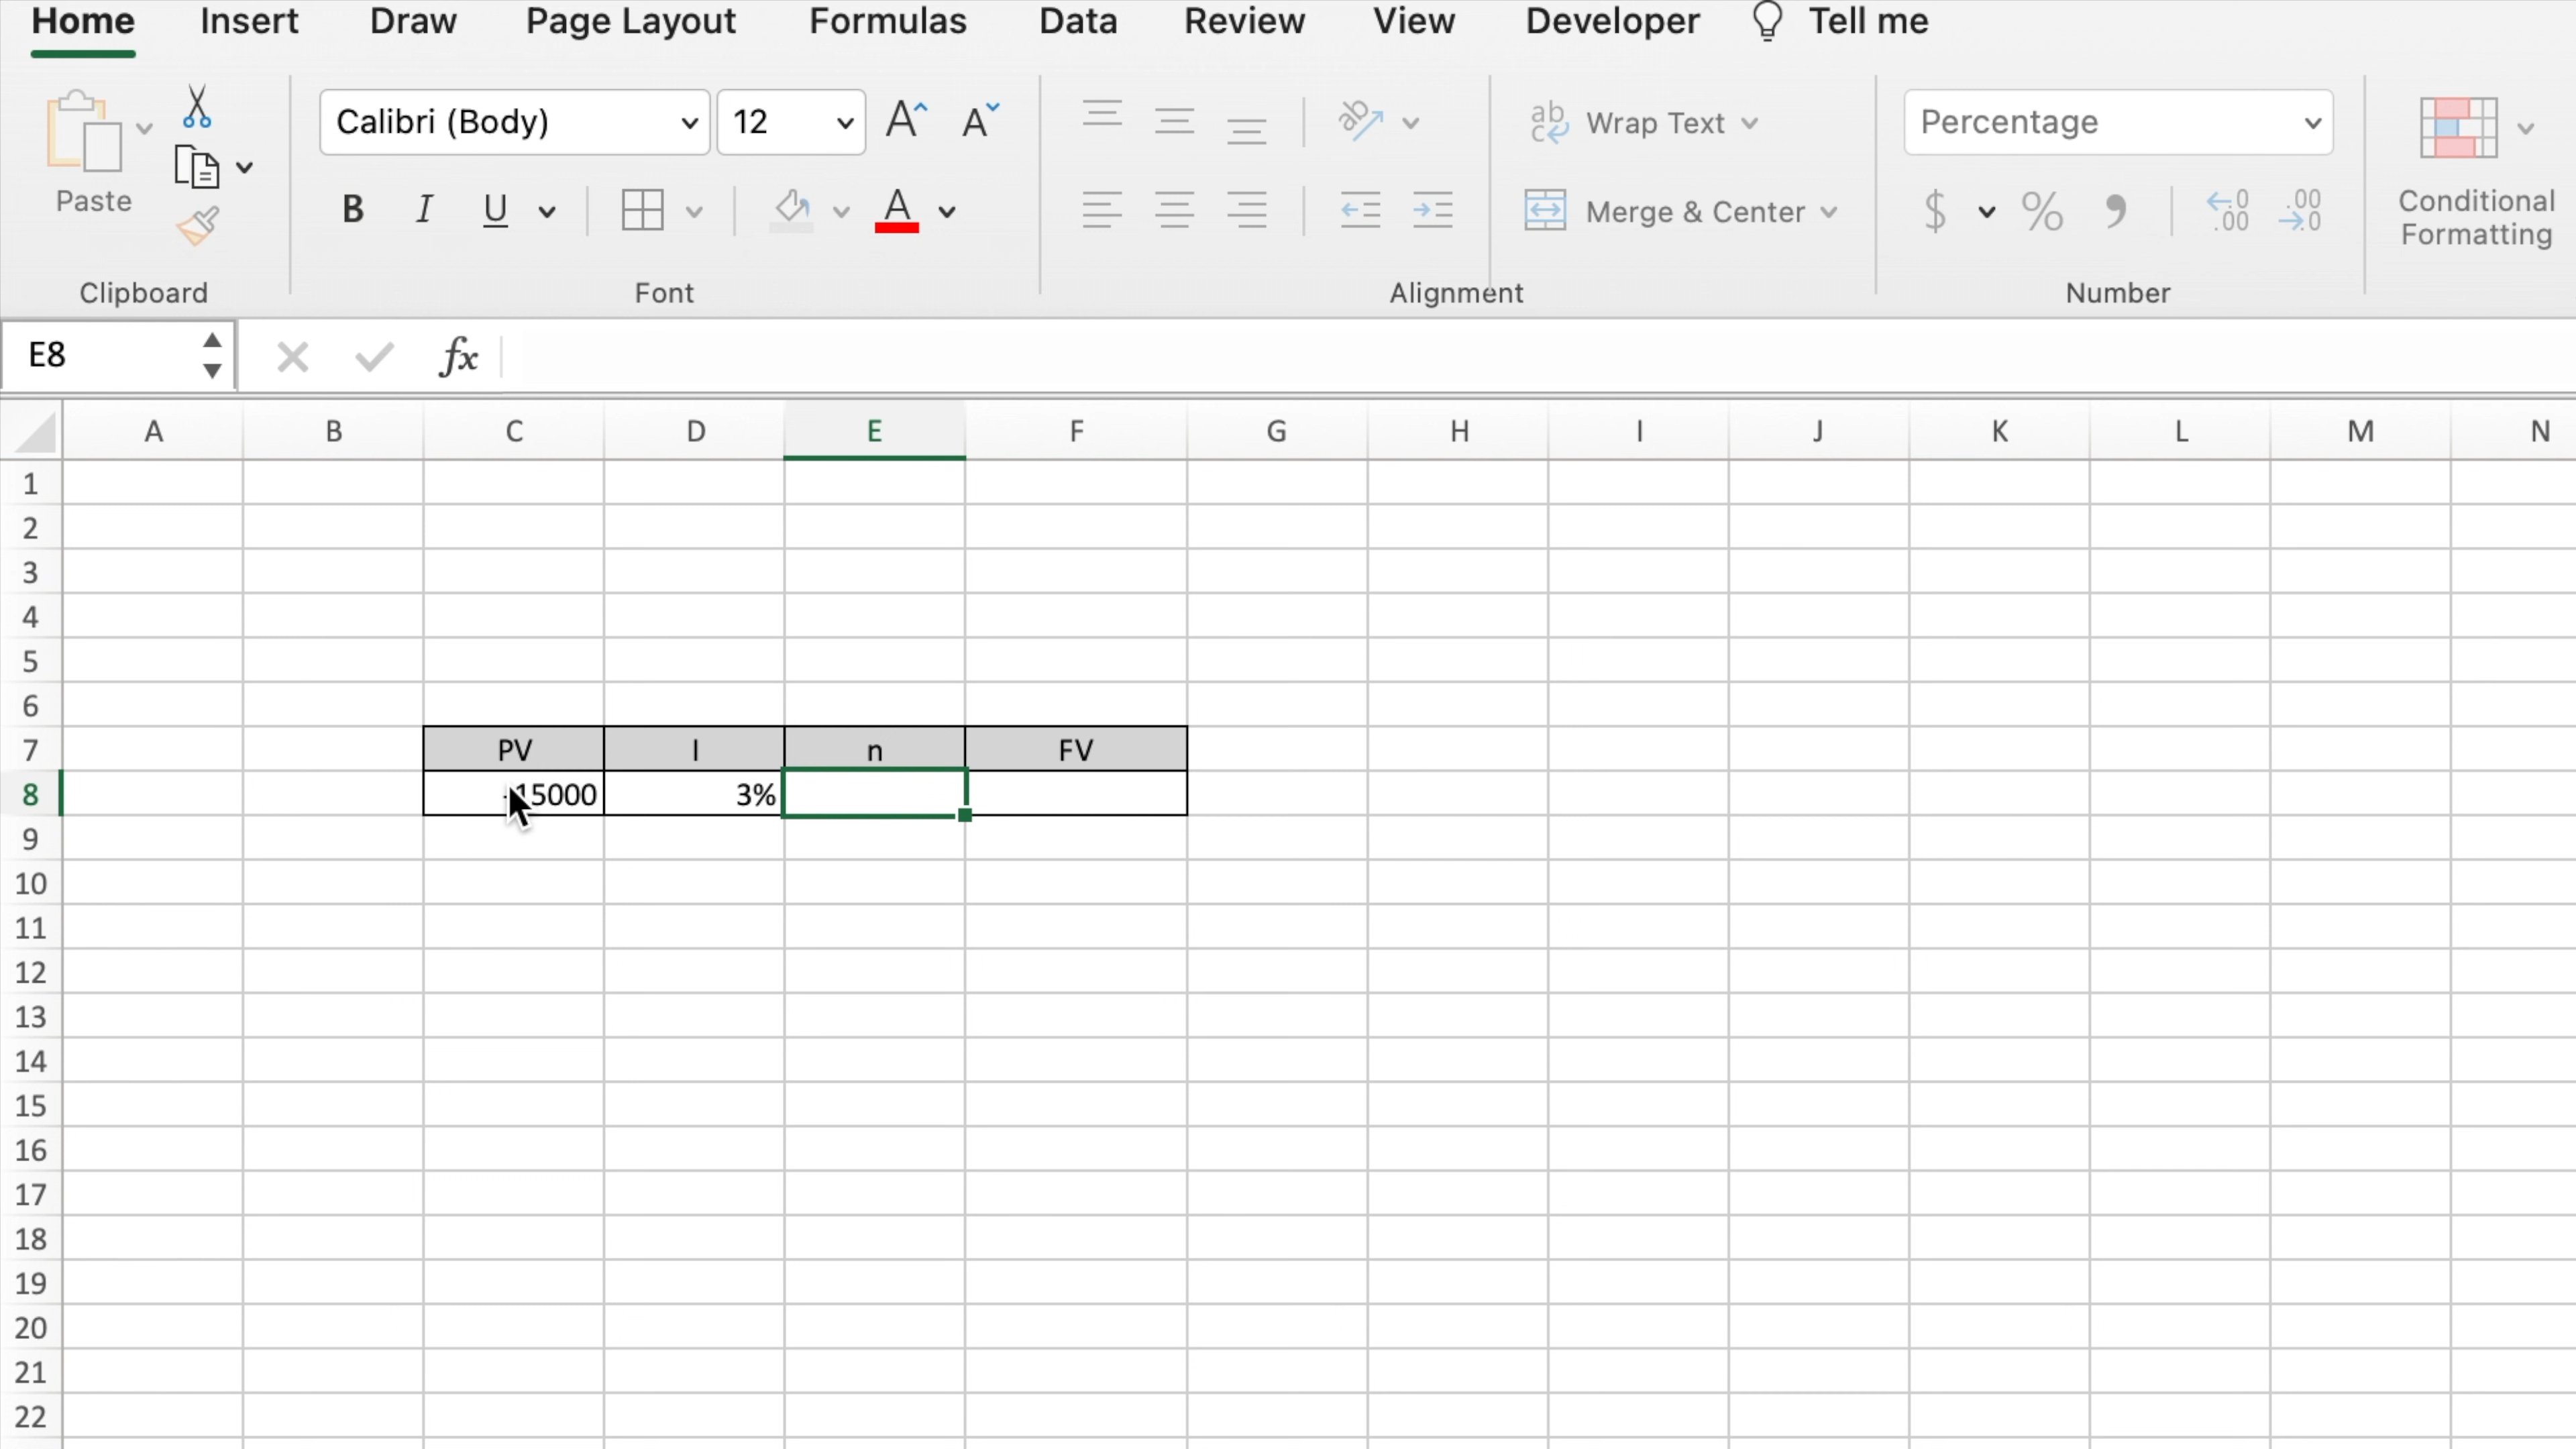 Home Insert Draw Page Layout Formulas Data Review View Developer Tell me
Calibri (Body) 12 Wrap Text Percentage
Paste B I U A Merge & Center $ % Conditional Formatting
Clipboard Font Alignment Number
E8 fx
A B C D E F G H I J K L M N
1
2
3
4
5
6
7 PV I n FV
8 -15000 3%
9
10
11
12
13
14
15
16
17
18
19
20
21
22